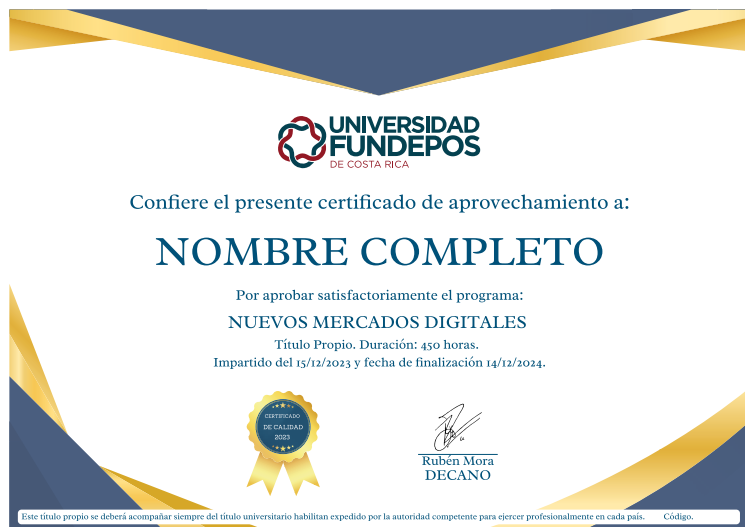 UNIVERSIDAD
FUNDEPOS
DE COSTA RICA
Confiere el presente certificado de aprovechamiento a:
NOMBRE COMPLETO
Por aprobar satisfactoriamente el programa:
NUEVOS MERCADOS DIGITALES
Título Propio. Duración: 450 horas.
Impartido del 15/12/2023 y fecha de finalización 14/12/2024.
CERTIFICADO
DE CALIDAD
2023
Rubén Mora
DECANO
Este título propio se deberá acompañar siempre del título universitario habilitan expedido por la autoridad competente para ejercer profesionalmente en cada país. Código.